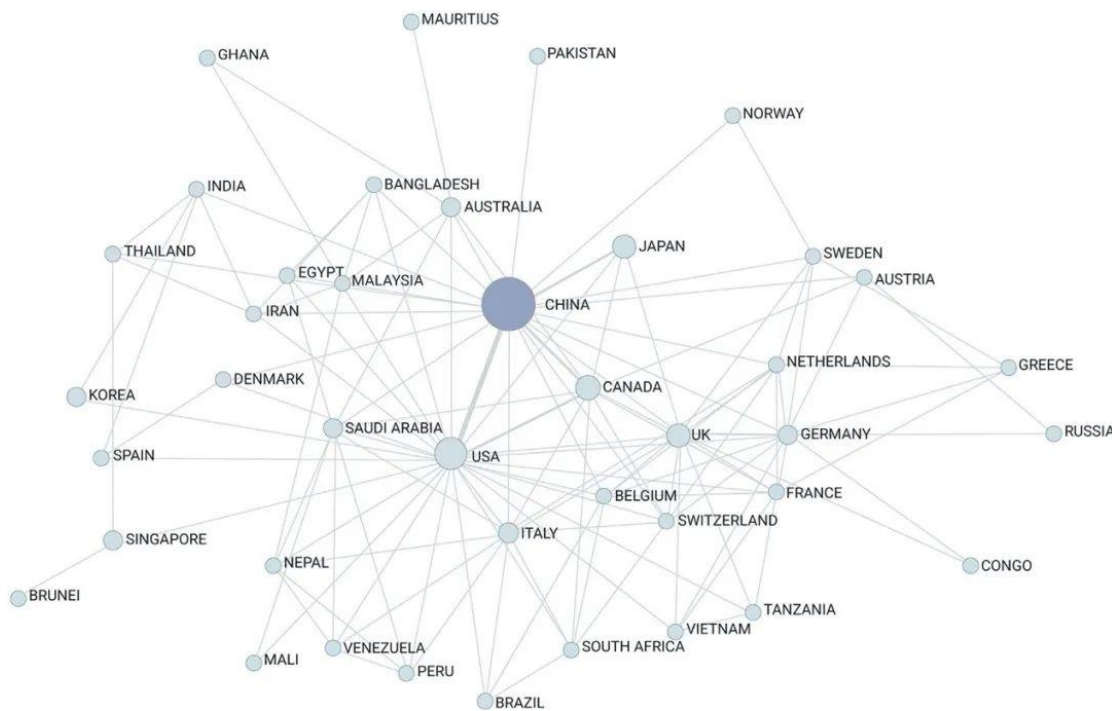 MAURITIUS
GHANA
PAKISTAN
NORWAY
INDIA
BANGLADESH
AUSTRALIA
THAILAND
JAPAN
SWEDEN
EGYPT
MALAYSIA
AUSTRIA
CHINA
IRAN
NETHERLANDS
GREECE
DENMARK
CANADA
KOREA
SAUDI ARABIA
UK
GERMANY
RUSSIA
SPAIN
USA
BELGIUM
FRANCE
SWITZERLAND
SINGAPORE
ITALY
NEPAL
CONGO
BRUNEI
TANZANIA
VIETNAM
VENEZUELA
SOUTH AFRICA
MALI
PERU
BRAZIL